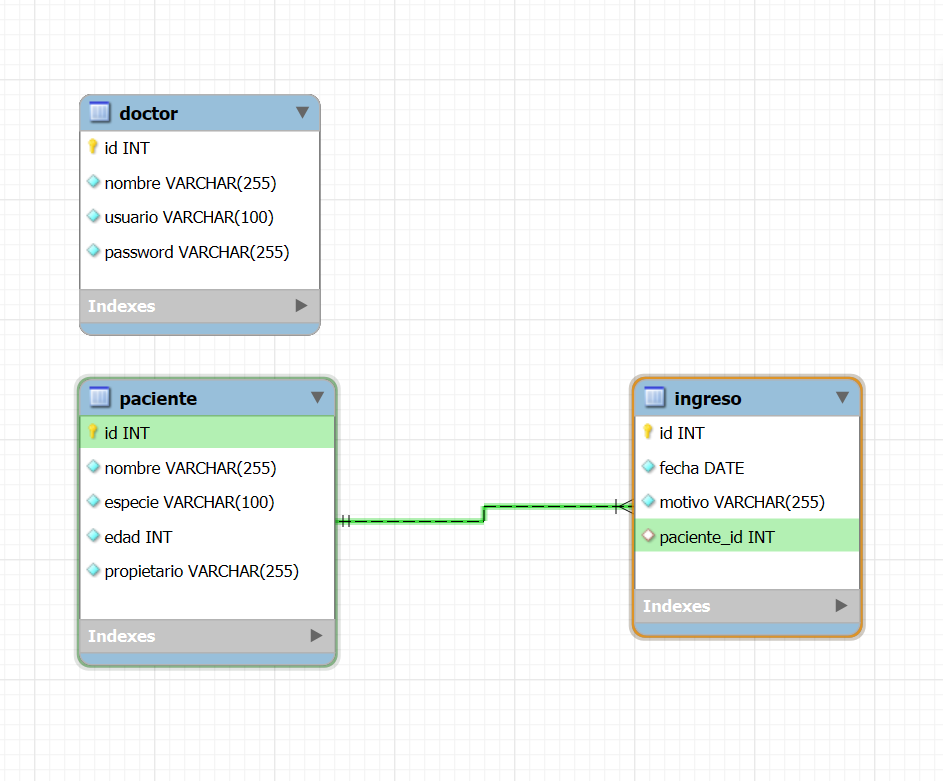 doctor
id INT
nombre VARCHAR(255)
usuario VARCHAR(100)
password VARCHAR(255)
Indexes
paciente
id INT
nombre VARCHAR(255)
especie VARCHAR(100)
edad INT
propietario VARCHAR(255)
Indexes
ingreso
id INT
fecha DATE
motivo VARCHAR(255)
paciente_id INT
Indexes